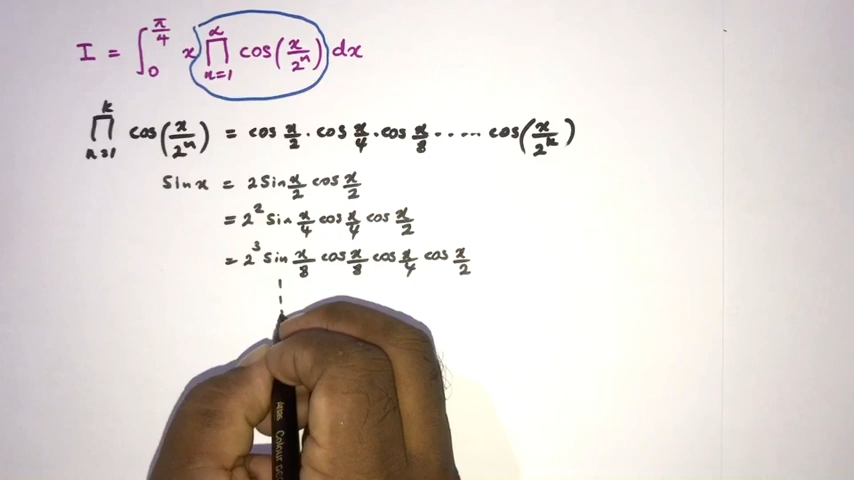 I = ∫₀^{π/4} x ∏_{n=1}^{∝} cos(x/2ⁿ) dx
∏_{n=1}^{k} cos(x/2ⁿ) = cos x/2 · cos x/4 · cos x/8 ····· cos(x/2ᵏ)
Sin x = 2 Sin x/2 cos x/2
= 2² Sin x/4 cos x/4 cos x/2
= 2³ Sin x/8 cos x/8 cos x/4 cos x/2